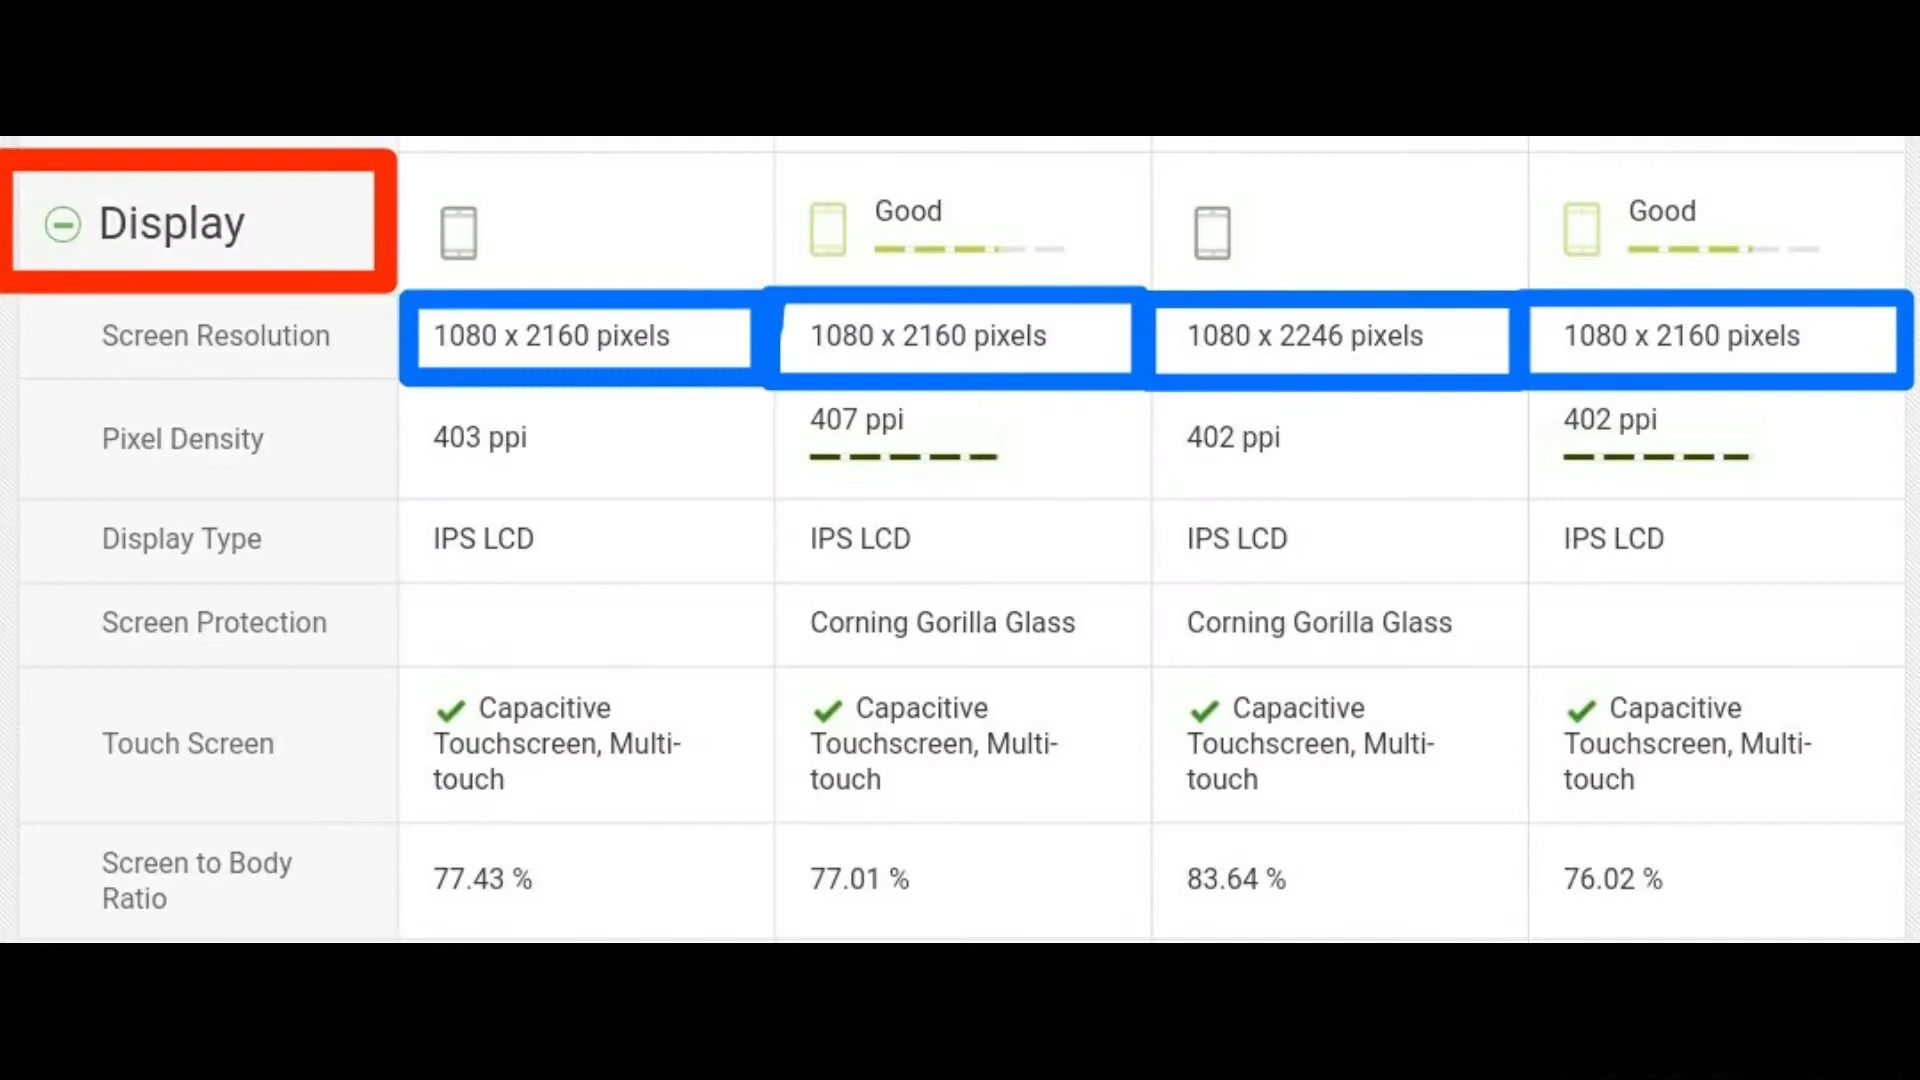 Display
Good
Good
Screen Resolution
1080 x 2160 pixels
1080 x 2160 pixels
1080 x 2246 pixels
1080 x 2160 pixels
Pixel Density
403 ppi
407 ppi
402 ppi
402 ppi
Display Type
IPS LCD
IPS LCD
IPS LCD
IPS LCD
Screen Protection
Corning Gorilla Glass
Corning Gorilla Glass
Touch Screen
Capacitive
Touchscreen, Multi-
touch
Capacitive
Touchscreen, Multi-
touch
Capacitive
Touchscreen, Multi-
touch
Capacitive
Touchscreen, Multi-
touch
Screen to Body
Ratio
77.43 %
77.01 %
83.64 %
76.02 %